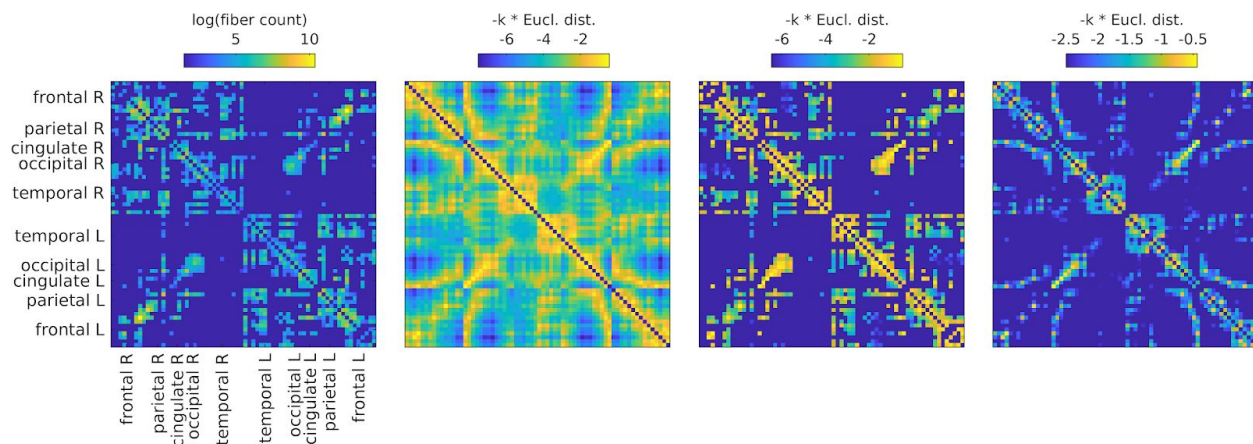 log(fiber count)
5 10
-k * Eucl. dist.
-6 -4 -2
-k * Eucl. dist.
-6 -4 -2
-k * Eucl. dist.
-2.5 -2 -1.5 -1 -0.5
frontal R
parietal R
cingulate R
occipital R
temporal R
temporal L
occipital L
cingulate L
parietal L
frontal L
frontal R
parietal R
cingulate R
occipital R
temporal R
temporal L
occipital L
cingulate L
parietal L
frontal L